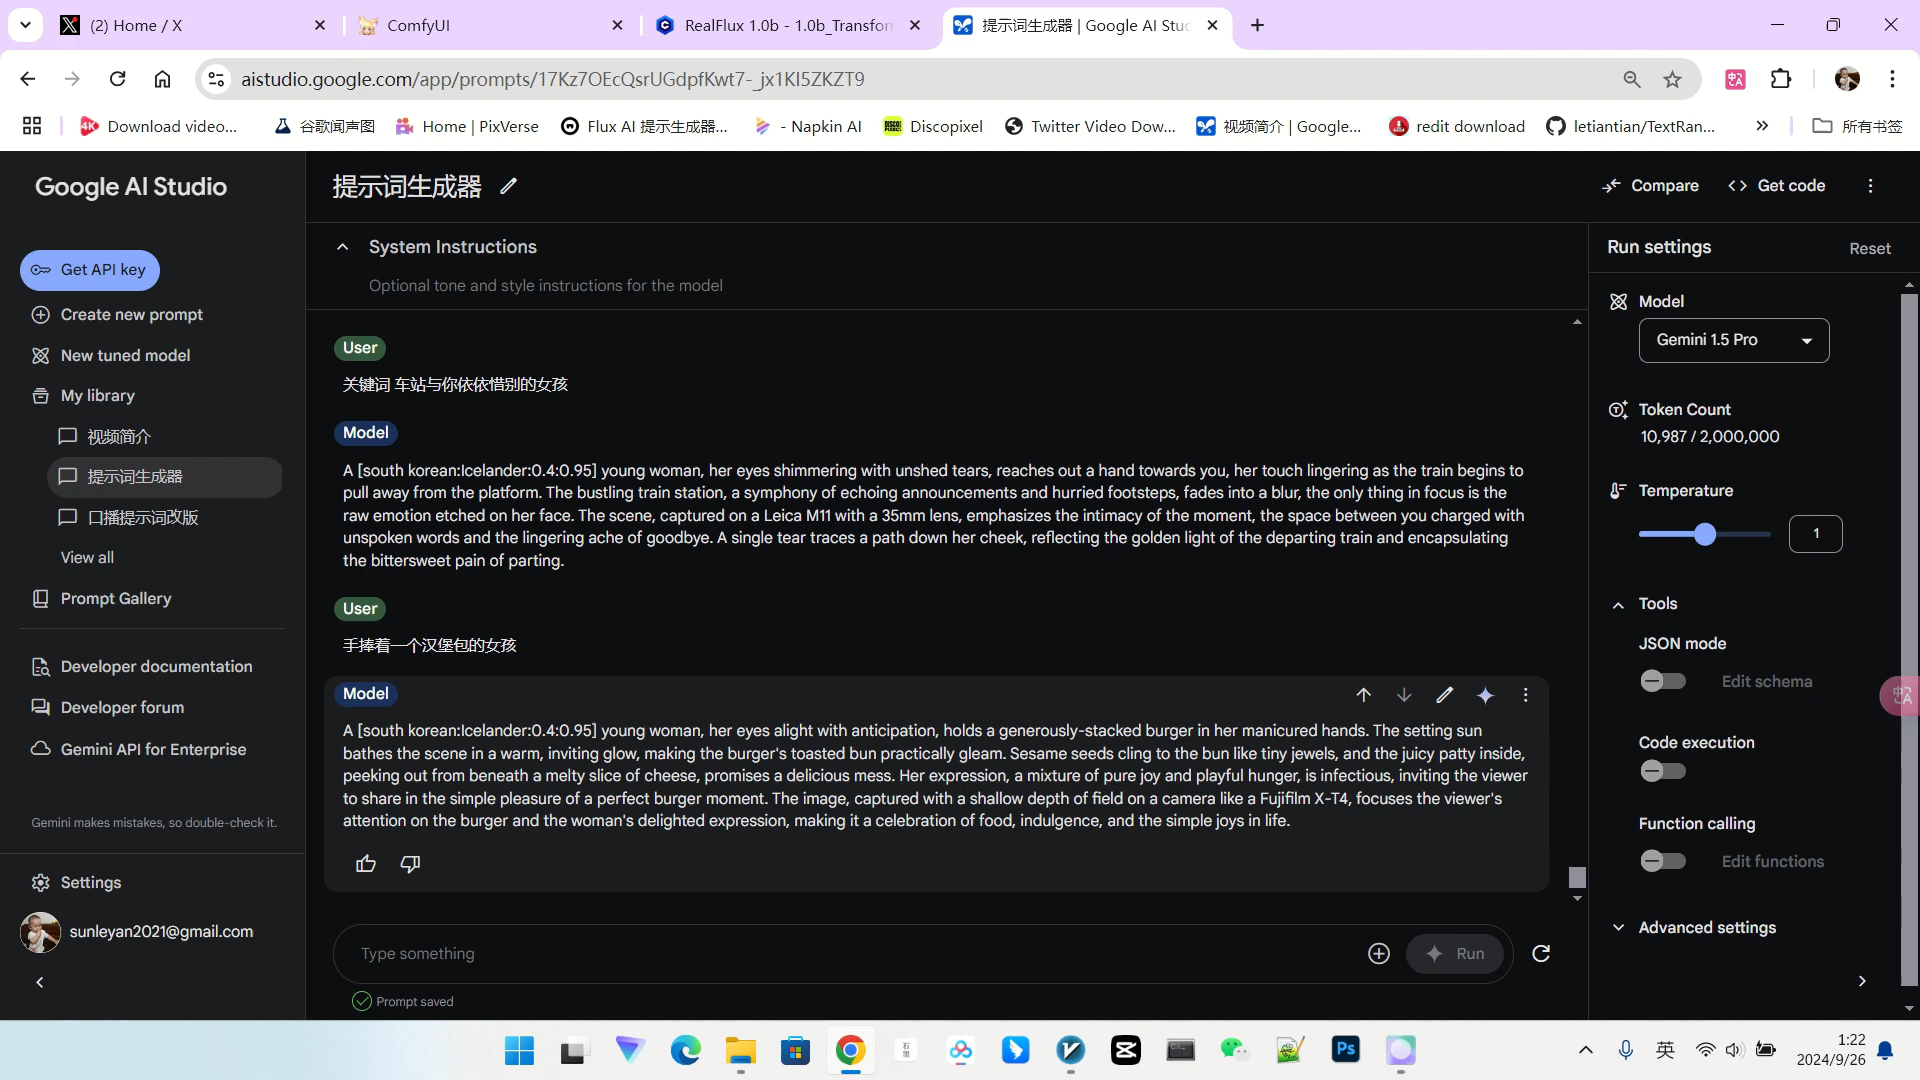 (2) Home / X
ComfyUI
RealFlux 1.0b - 1.0b_Transfor
提示词生成器 | Google AI Stud
aistudio.google.com/app/prompts/17Kz7OEcQsrUGdpfKwt7-_jx1KI5ZKZT9
Download video...
谷歌闻声图
Home | PixVerse
Flux AI 提示生成器...
- Napkin AI
Discopixel
Twitter Video Dow...
视频简介 | Google...
redit download
letiantian/TextRan...
所有书签
Google AI Studio
提示词生成器
Compare
Get code
Get API key
Create new prompt
New tuned model
My library
视频简介
提示词生成器
口播提示词改版
View all
Prompt Gallery
Developer documentation
Developer forum
Gemini API for Enterprise
Gemini makes mistakes, so double-check it.
Settings
sunleyan2021@gmail.com
System Instructions
Optional tone and style instructions for the model
User
关键词 车站与你依依惜别的女孩
Model
A [south korean:Icelander:0.4:0.95] young woman, her eyes shimmering with unshed tears, reaches out a hand towards you, her touch lingering as the train begins to
pull away from the platform. The bustling train station, a symphony of echoing announcements and hurried footsteps, fades into a blur, the only thing in focus is the
raw emotion etched on her face. The scene, captured on a Leica M11 with a 35mm lens, emphasizes the intimacy of the moment, the space between you charged with
unspoken words and the lingering ache of goodbye. A single tear traces a path down her cheek, reflecting the golden light of the departing train and encapsulating
the bittersweet pain of parting.
User
手捧着一个汉堡包的女孩
Model
A [south korean:Icelander:0.4:0.95] young woman, her eyes alight with anticipation, holds a generously-stacked burger in her manicured hands. The setting sun
bathes the scene in a warm, inviting glow, making the burger's toasted bun practically gleam. Sesame seeds cling to the bun like tiny jewels, and the juicy patty inside,
peeking out from beneath a melty slice of cheese, promises a delicious mess. Her expression, a mixture of pure joy and playful hunger, is infectious, inviting the viewer
to share in the simple pleasure of a perfect burger moment. The image, captured with a shallow depth of field on a camera like a Fujifilm X-T4, focuses the viewer's
attention on the burger and the woman's delighted expression, making it a celebration of food, indulgence, and the simple joys in life.
Type something
Run
Prompt saved
Run settings
Reset
Model
Gemini 1.5 Pro
Token Count
10,987 / 2,000,000
Temperature
1
Tools
JSON mode
Edit schema
Code execution
Function calling
Edit functions
Advanced settings
英
1:22
2024/9/26